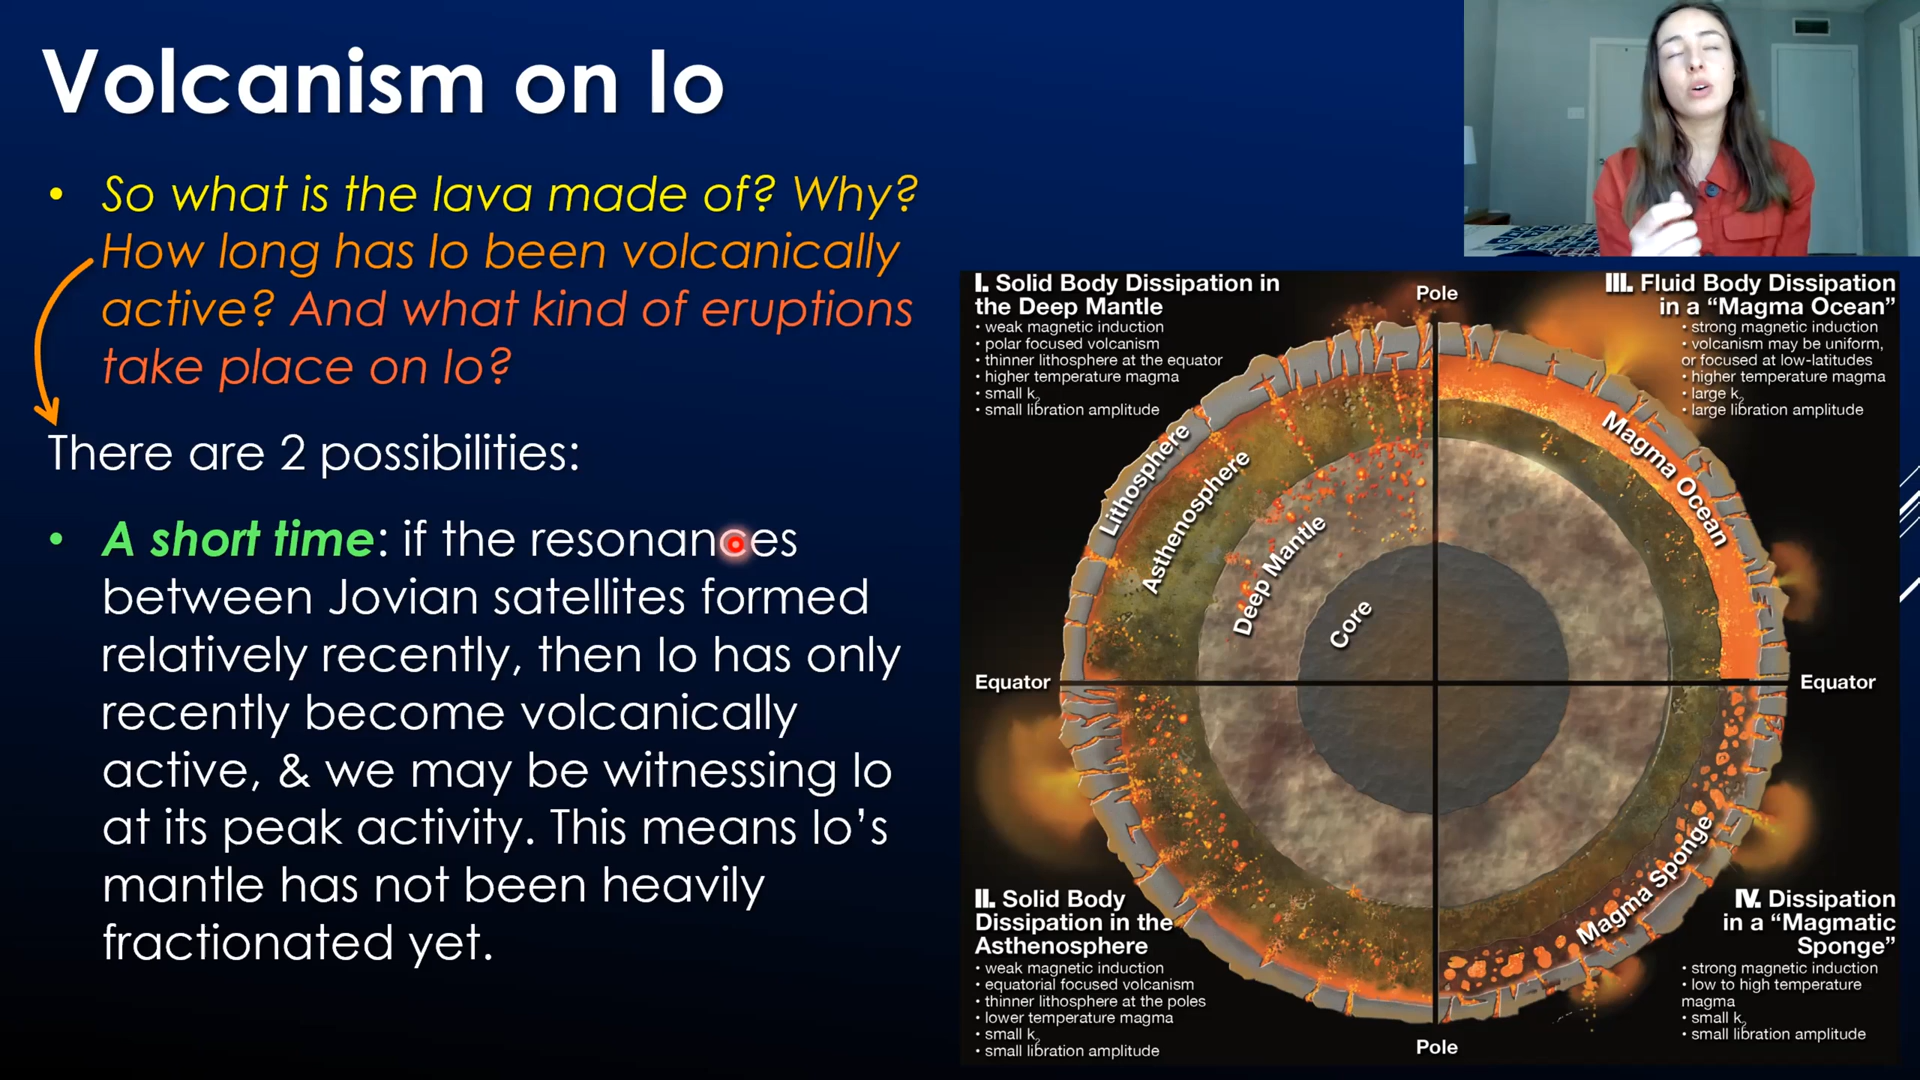 Volcanism on Io
• So what is the lava made of? Why?
How long has Io been volcanically
active? And what kind of eruptions
take place on Io?
There are 2 possibilities:
• A short time: if the resonances
between Jovian satellites formed
relatively recently, then Io has only
recently become volcanically
active, & we may be witnessing Io
at its peak activity. This means Io’s
mantle has not been heavily
fractionated yet.
I. Solid Body Dissipation in
the Deep Mantle
• weak magnetic induction
• polar focused volcanism
• thinner lithosphere at the equator
• higher temperature magma
• small k2
• small libration amplitude
Pole
III. Fluid Body Dissipation
in a “Magma Ocean”
• strong magnetic induction
• volcanism may be uniform,
or focused at low-latitudes
• higher temperature magma
• large k2
• large libration amplitude
Lithosphere
Asthenosphere
Deep Mantle
Core
Magma Ocean
Equator
Equator
Magma Sponge
II. Solid Body
Dissipation in the
Asthenosphere
• weak magnetic induction
• equatorial focused volcanism
• thinner lithosphere at the poles
• lower temperature magma
• small k2
• small libration amplitude
IV. Dissipation
in a “Magmatic
Sponge”
• strong magnetic induction
• low to high temperature
magma
• small k2
• small libration amplitude
Pole